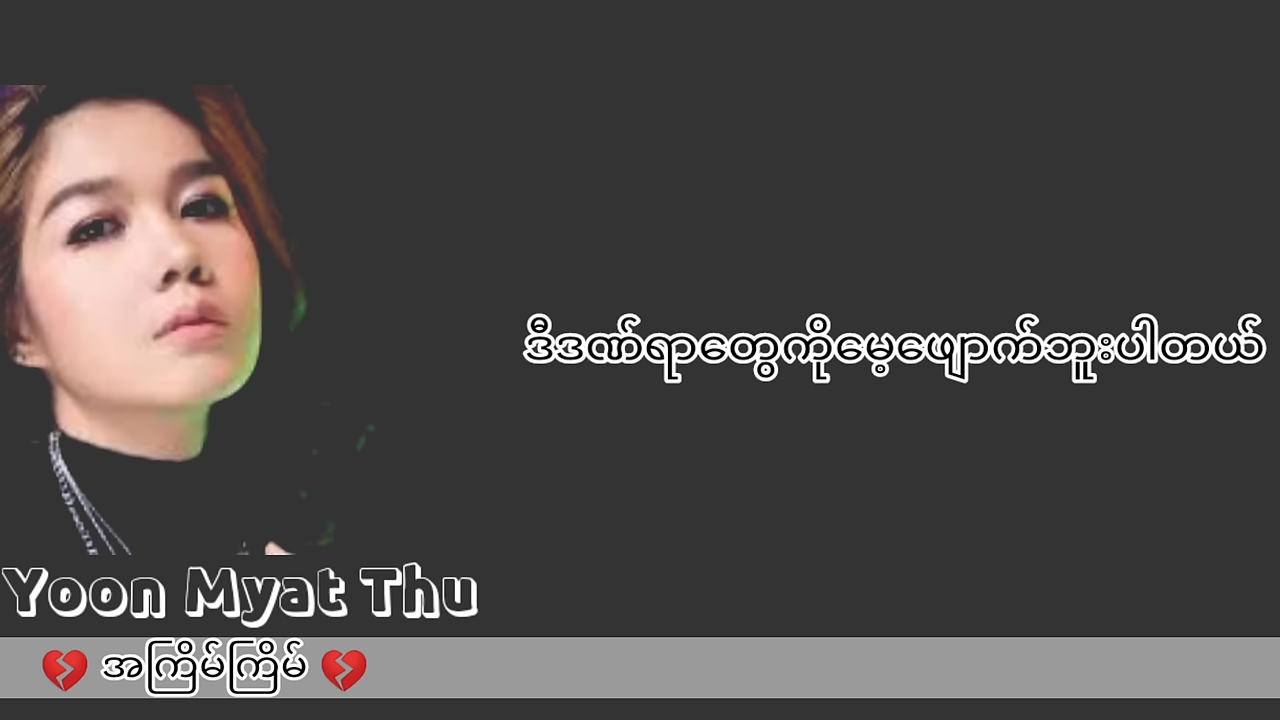 ဒီဒဏ်ရာတွေကိုမေ့ဖျောက်ဘူးပါတယ်
Yoon Myat Thu
💔 အကြိမ်ကြိမ် 💔